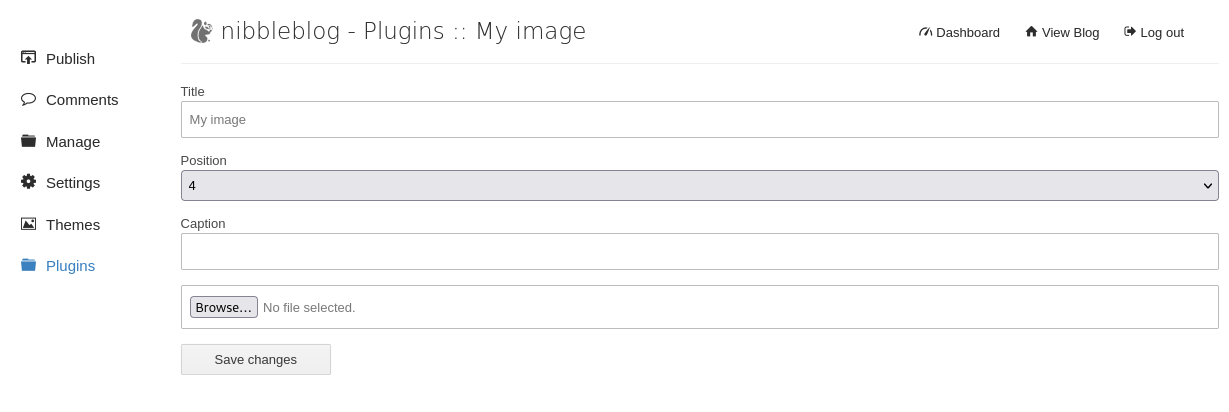 nibbleblog - Plugins :: My image
Dashboard
View Blog
Log out
Publish
Comments
Manage
Settings
Themes
Plugins
Title
My image
Position
4
Caption
Browse...
No file selected.
Save changes